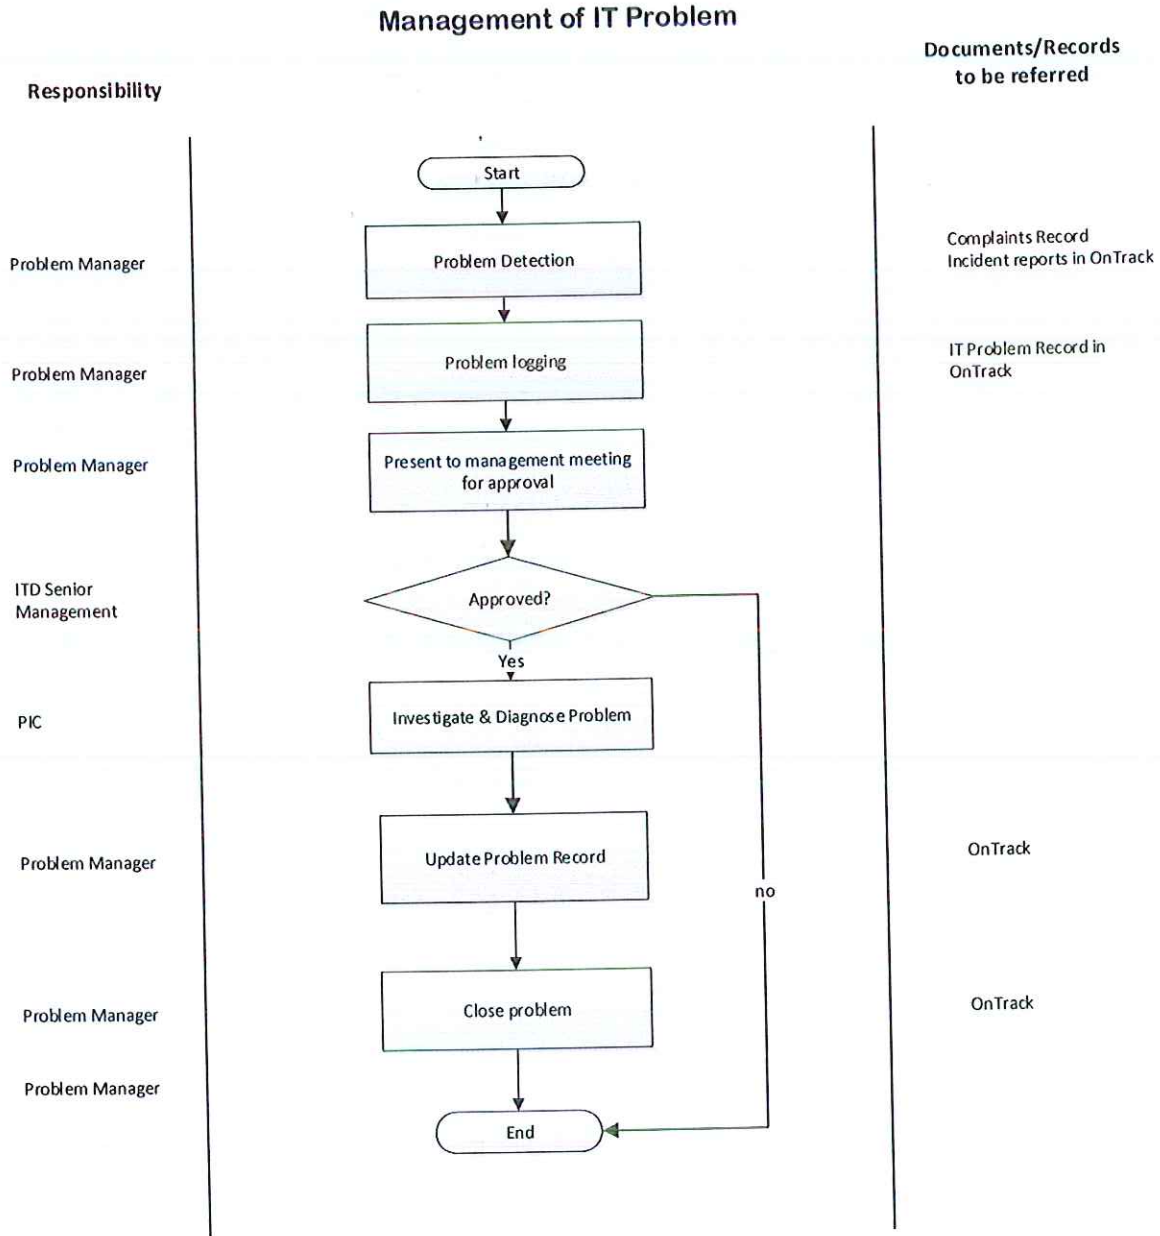 Management of IT Problem
Documents/Records
to be referred
Responsibility
Start
Problem Manager
Problem Detection
Complaints Record
Incident reports in OnTrack
Problem Manager
Problem logging
IT Problem Record in
OnTrack
Problem Manager
Present to management meeting
for approval
ITD Senior
Management
Approved?
Yes
PIC
Investigate & Diagnose Problem
Problem Manager
Update Problem Record
OnTrack
no
Problem Manager
Close problem
OnTrack
Problem Manager
End